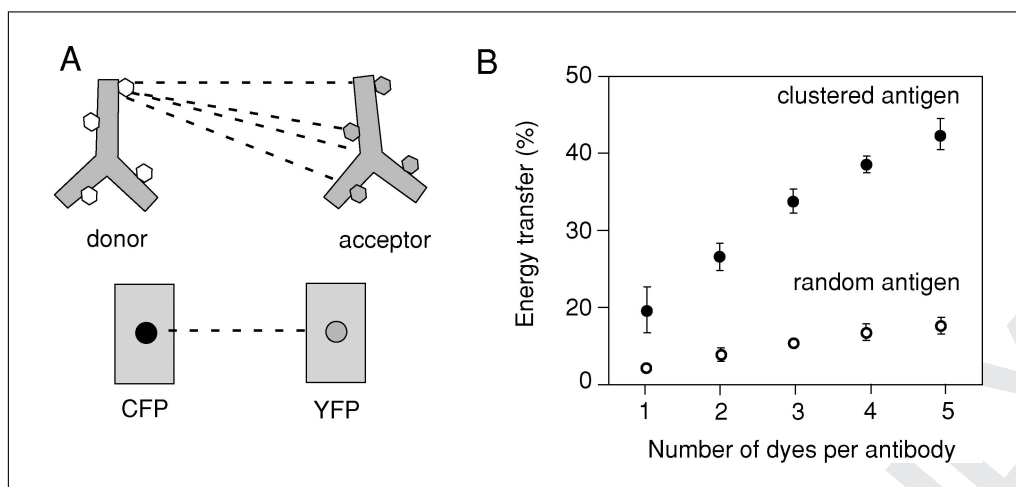 A
donor
acceptor
CFP
YFP
B
Energy transfer (%)
50
40
30
20
0
clustered antigen
random antigen
1 2 3 4 5
Number of dyes per antibody